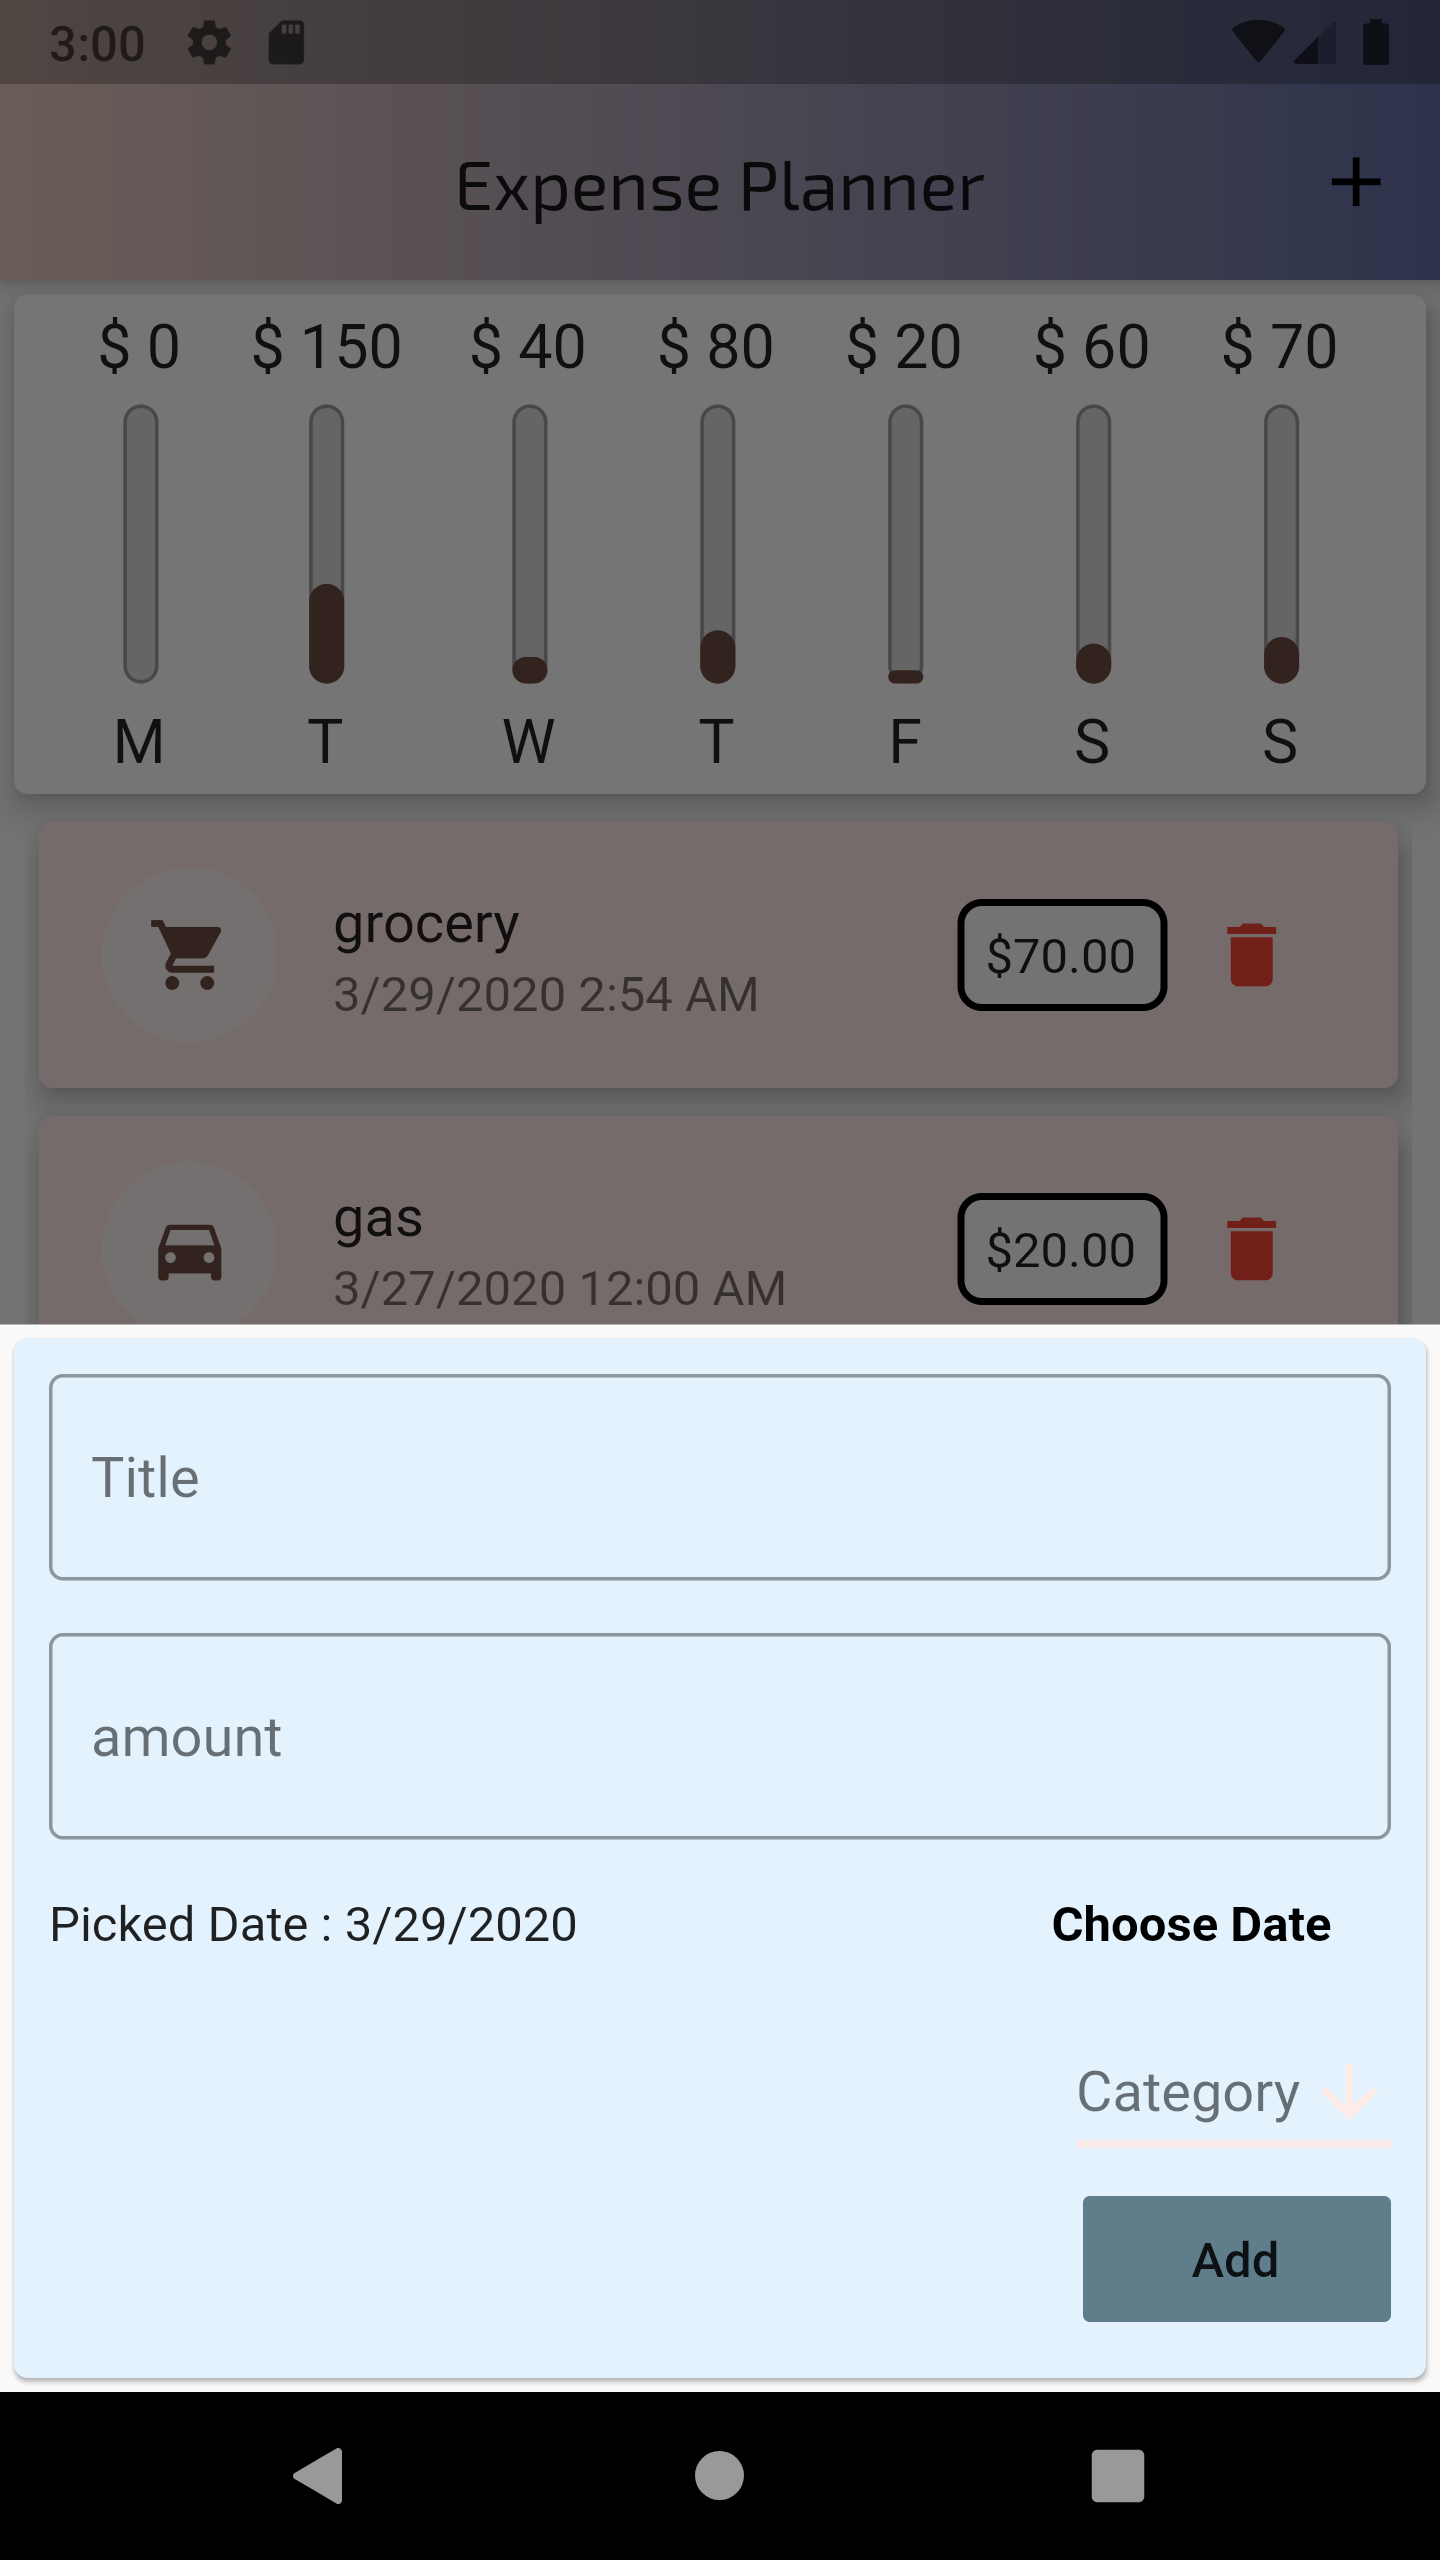 3:00
Expense Planner
$ 0 $ 150 $ 40 $ 80 $ 20 $ 60 $ 70
M T W T F S S
grocery
3/29/2020 2:54 AM
$70.00
gas
3/27/2020 12:00 AM
$20.00
Title
amount
Picked Date : 3/29/2020 Choose Date
Category
Add